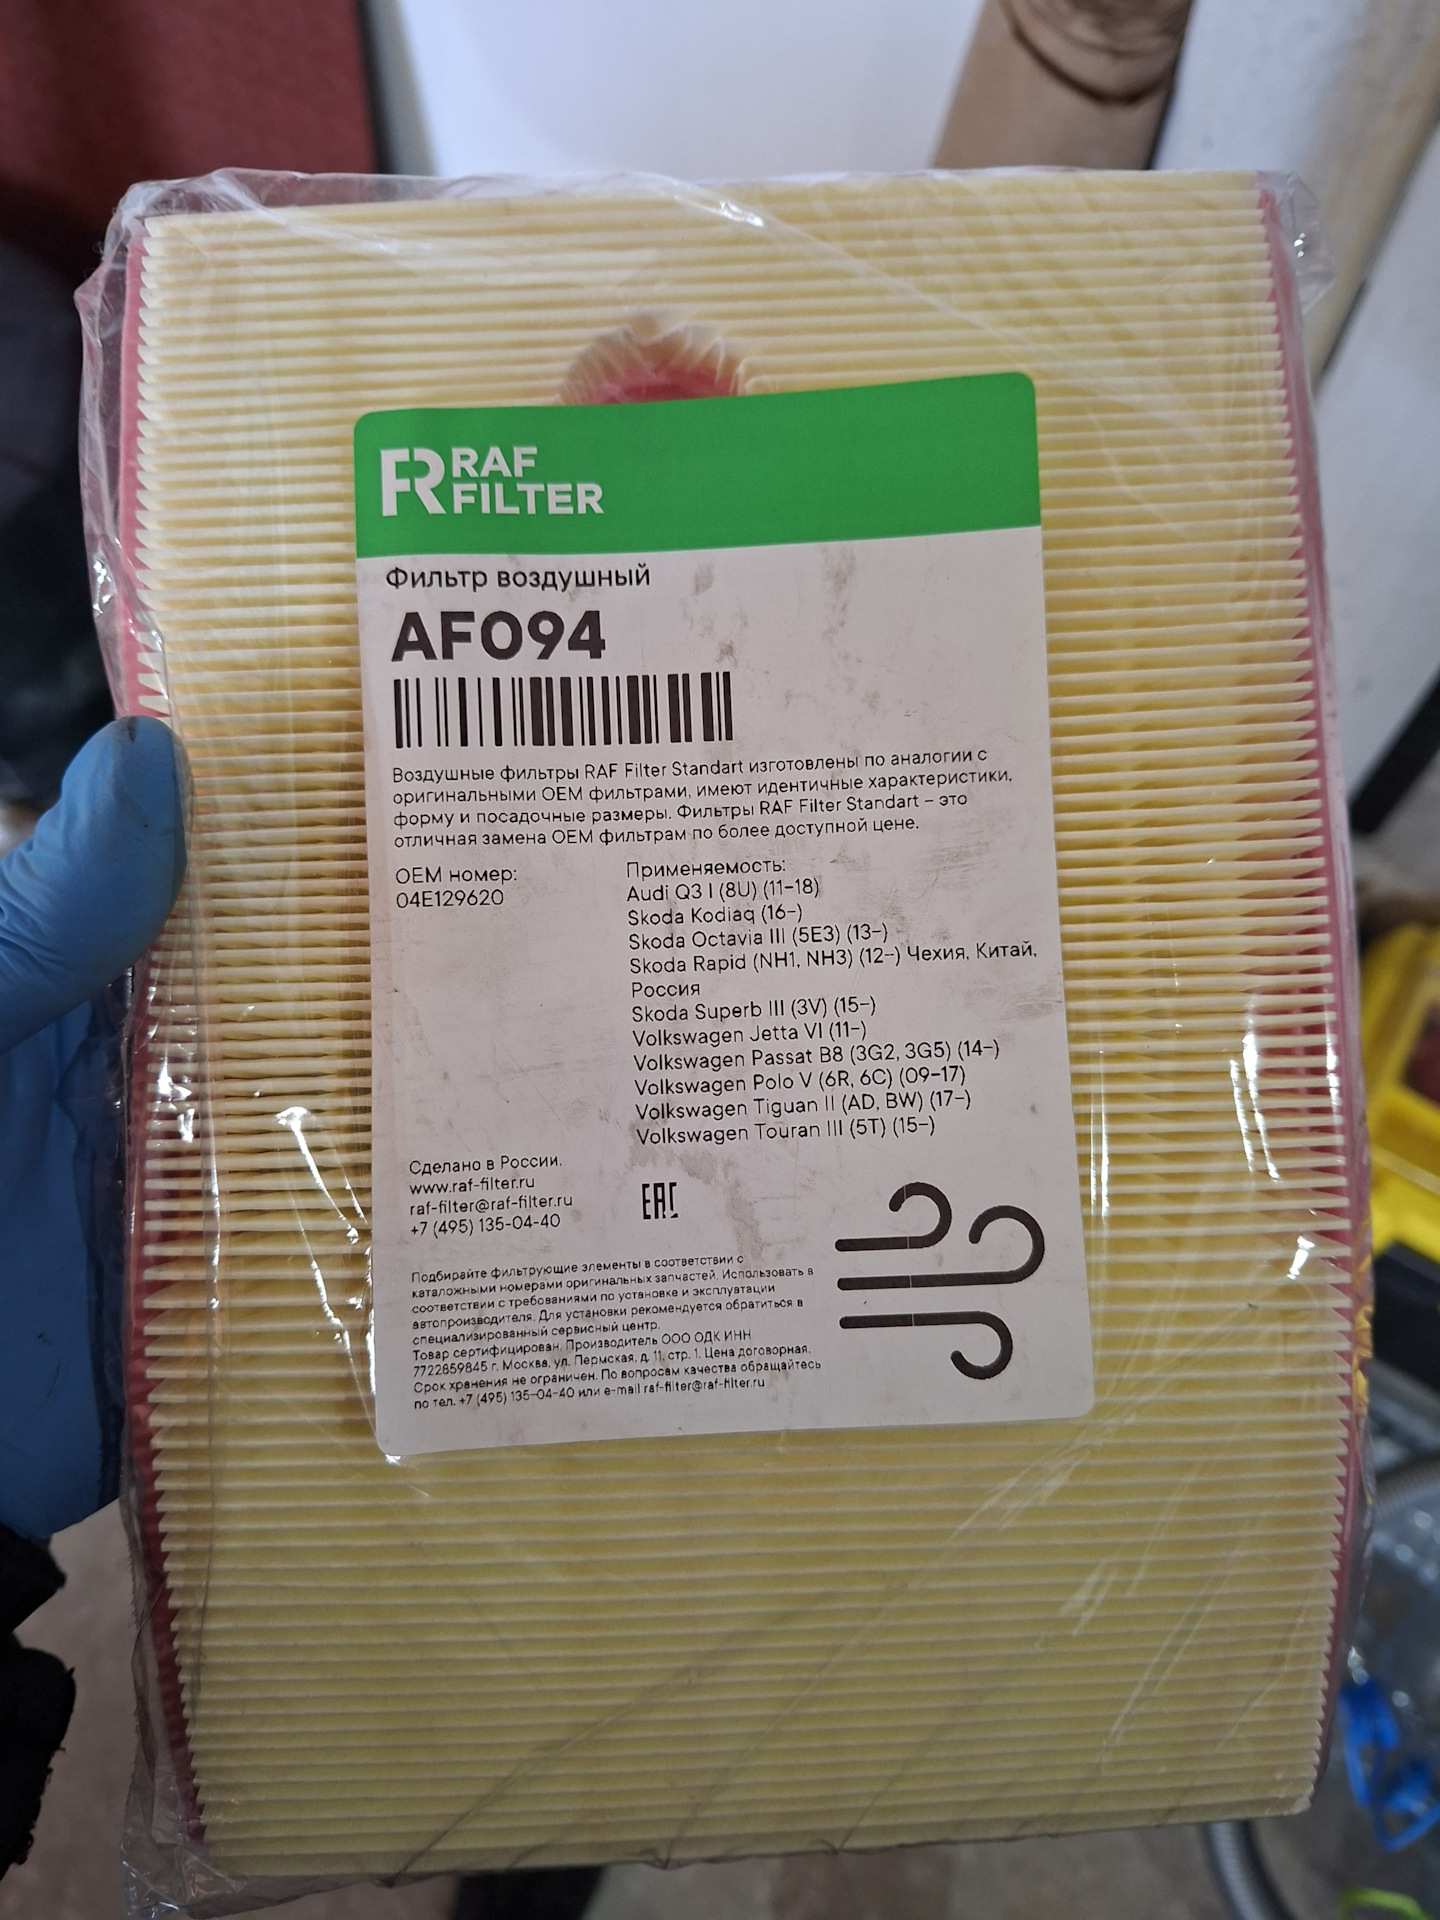 RAF
FILTER
Фильтр воздушный
AF094
Воздушные фильтры RAF Filter Standart изготовлены по аналогии с
оригинальными OEM фильтрами, имеют идентичные характеристики,
форму и посадочные размеры. Фильтры RAF Filter Standart – это
отличная замена OEM фильтрам по более доступной цене.
OEM номер:
04E129620
Применяемость:
Audi Q3 I (8U) (11-18)
Skoda Kodiaq (16-)
Skoda Octavia III (5E3) (13-)
Skoda Rapid (NH1, NH3) (12-) Чехия, Китай,
Россия
Skoda Superb III (3V) (15-)
Volkswagen Jetta VI (11-)
Volkswagen Passat B8 (3G2, 3G5) (14-)
Volkswagen Polo V (6R, 6C) (09-17)
Volkswagen Tiguan II (AD, BW) (17-)
Volkswagen Touran III (5T) (15-)
Сделано в России.
www.raf-filter.ru
raf-filter@raf-filter.ru
+7 (495) 135-04-40
EAC
Подбирайте фильтрующие элементы в соответствии с
каталожными номерами оригинальных запчастей. Использовать в
соответствии с требованиями по установке и эксплуатации
автопроизводителя. Для установки рекомендуется обратиться в
специализированный сервисный центр.
Товар сертифицирован. Производитель ООО ОДК ИНН
7722859845 г. Москва, ул. Пермская, д. 11, стр. 1. Цена договорная.
Срок хранения не ограничен. По вопросам качества обращайтесь
по тел. +7 (495) 135-04-40 или e-mail raf-filter@raf-filter.ru